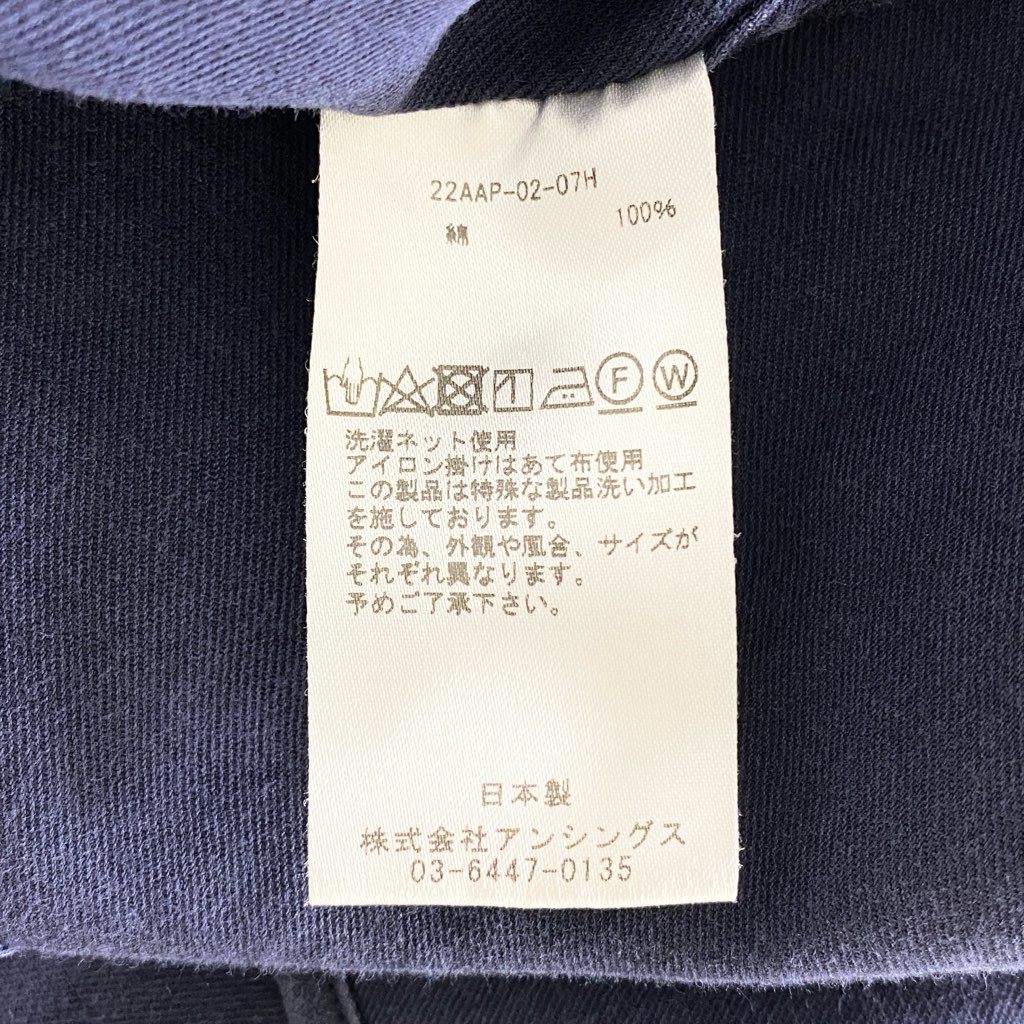 22AAP-02-07H
綿 100%
F W
洗濯ネット使用
アイロン掛けはあて布使用
この製品は特殊な製品洗い加工
を施しております。
その為、外観や風合、サイズが
それぞれ異なります。
予めご了承下さい。
日本製
株式会社アンシングス
03-6447-0135